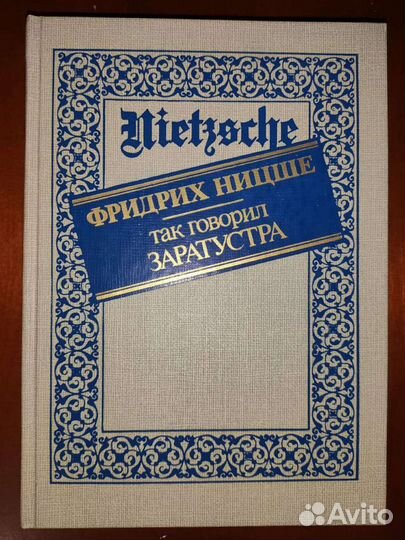 Nietzsche
ФРИДРИХ НИЦШЕ
ТАК ГОВОРИЛ
ЗАРАТУСТРА
Avito